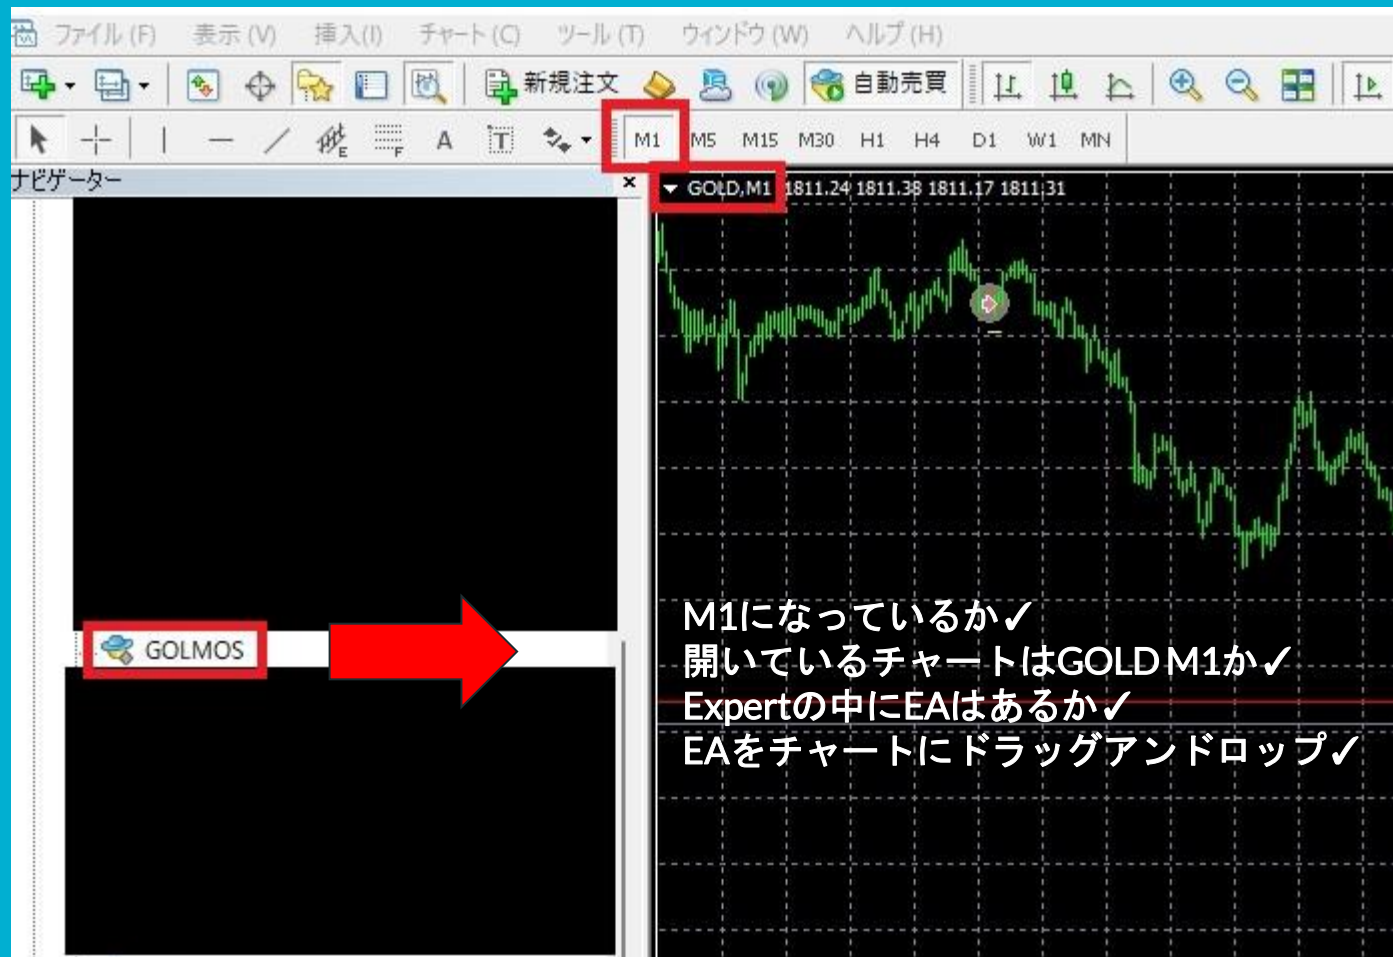 ファイル (F) 表示 (V) 挿入(I) チャート (C) ツール (T) ウィンドウ (W) ヘルプ (H)
新規注文 自動売買
E F A T M1 M5 M15 M30 H1 H4 D1 W1 MN
ナビゲーター ×
GOLD,M1 1811.24 1811.38 1811.17 1811.31
GOLMOS
M1になっているか✓
開いているチャートはGOLD M1か✓
Expertの中にEAはあるか✓
EAをチャートにドラッグアンドロップ✓